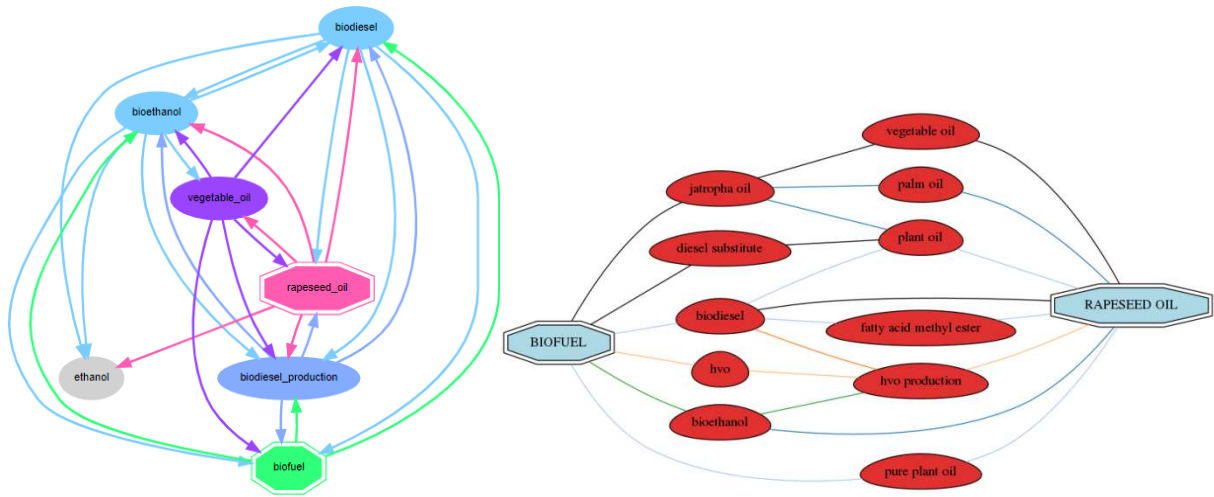 biodiesel
bioethanol
vegetable_oil
rapeseed_oil
ethanol
biodiesel_production
biofuel
vegetable oil
jatropha oil
palm oil
diesel substitute
plant oil
biodiesel
RAPESEED OIL
fatty acid methyl ester
BIOFUEL
hvo
hvo production
bioethanol
pure plant oil